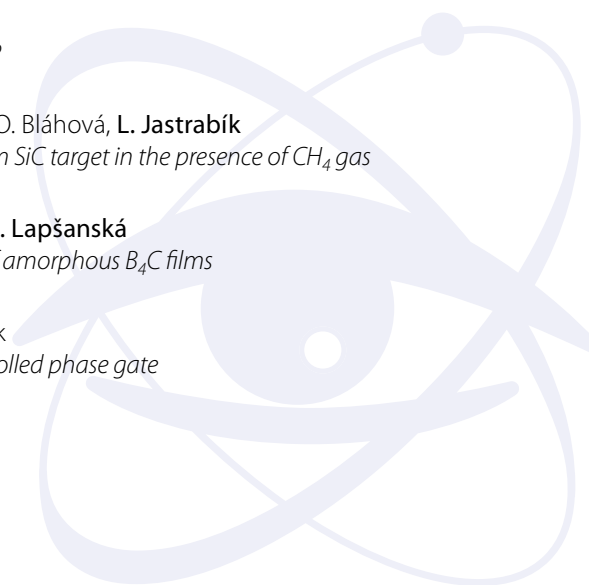 O. Bláhová, L. Jastrabík
n SiC target in the presence of CH₄ gas
. Lapšanská
amorphous B₄C films
k
olled phase gate